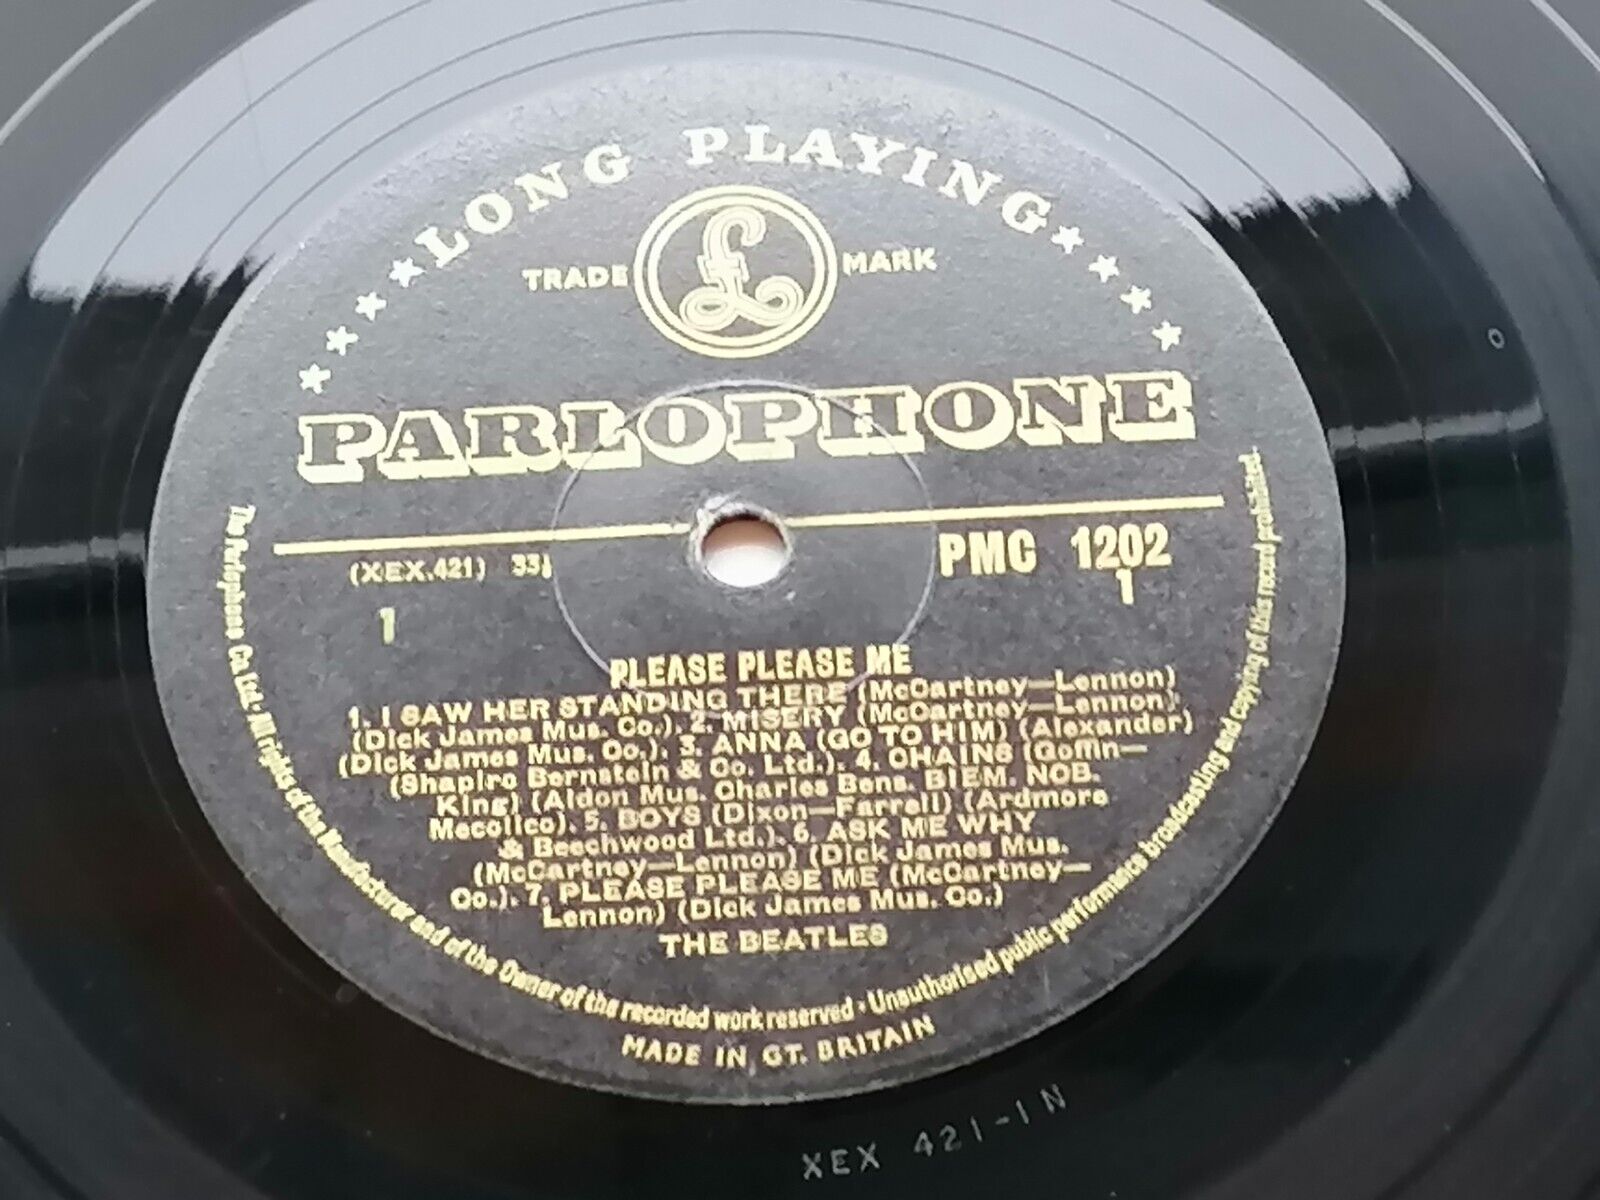 LONG PLAYING
TRADE £ MARK
PARLOPHONE
(XEX.421) 33⅓
PMC 1202
1
1
PLEASE PLEASE ME
1. I SAW HER STANDING THERE (McCartney—Lennon)
(Dick James Mus. Co.). 2. MISERY (McCartney—Lennon)
(Dick James Mus. Co.). 3. ANNA (GO TO HIM) (Alexander)
(Shapiro Bernstein & Co. Ltd.). 4. CHAINS (Goffin—
King) (Aldon Mus. Charles Bens. BIEM. NCB.
Mecolico). 5. BOYS (Dixon—Farrell) (Ardmore
& Beechwood Ltd.). 6. ASK ME WHY
(McCartney—Lennon) (Dick James Mus.
Co.). 7. PLEASE PLEASE ME (McCartney—
Lennon) (Dick James Mus. Co.)
THE BEATLES
The Parlophone Co. Ltd. All rights of the Manufacturer and of the Owner of the recorded work reserved • Unauthorised public performance broadcasting and copying of this record prohibited.
MADE IN GT. BRITAIN
XEX 421-1N